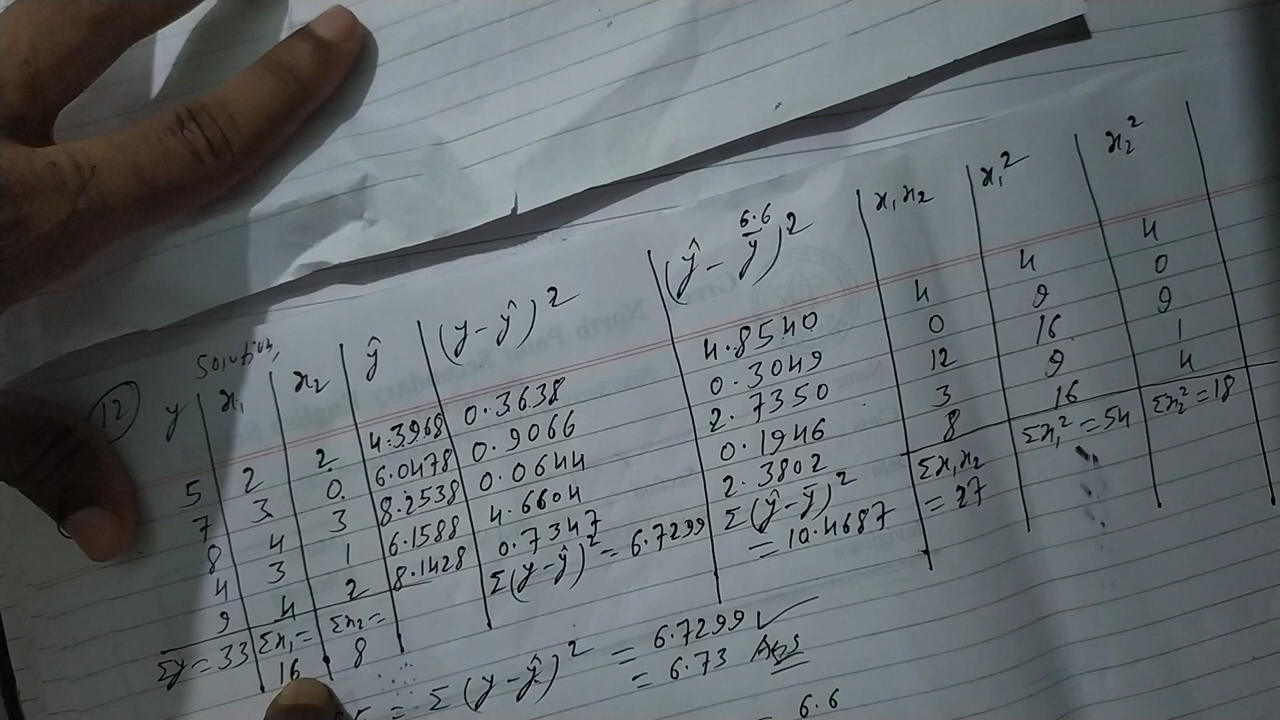 Solution,
(12) y | x₁ | x₂ | ŷ | (y-ŷ)² | (ŷ-ȳ)² 6.6 | x₁x₂ | x₁² | x₂²
5 | 2 | 2 | 4.3968 | 0.3638 | 4.8540 | 4 | 4 | 4
7 | 3 | 0 | 6.0478 | 0.9066 | 0.3049 | 0 | 9 | 0
8 | 4 | 3 | 8.2538 | 0.0644 | 2.7350 | 12 | 16 | 9
4 | 3 | 1 | 6.1588 | 4.6604 | 0.1946 | 3 | 9 | 1
9 | 4 | 2 | 8.1428 | 0.7347 | 2.3802 | 8 | 16 | 4
Σy = 33 | Σx₁ = 16 | Σx₂ = 8 | Σ(y-ŷ)² = 6.7299 | Σ(ŷ-ȳ)² = 10.4687 | Σx₁x₂ = 27 | Σx₁² = 54 | Σx₂² = 18
= Σ(y-ŷ)² = 6.7299
= 6.73 Ans
= 6.6